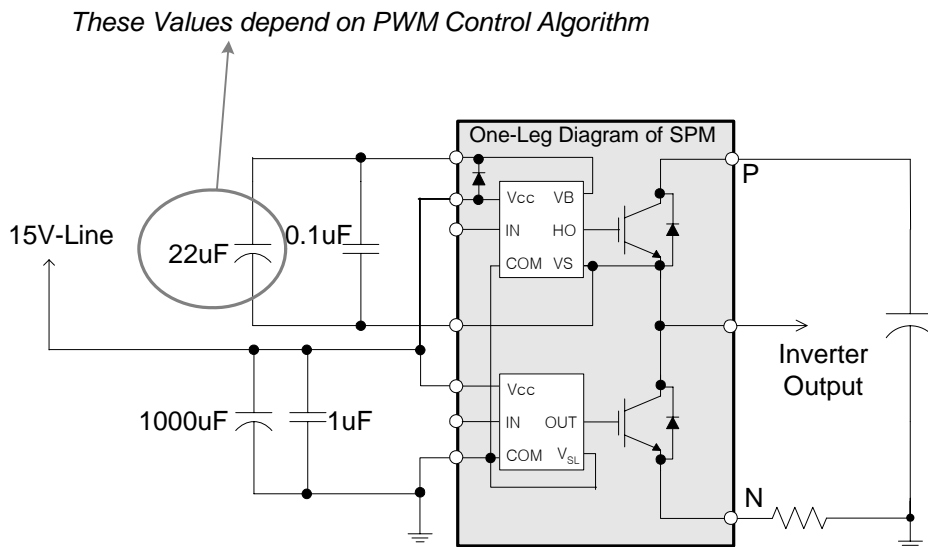 These Values depend on PWM Control Algorithm
One-Leg Diagram of SPM
P
Vcc VB
15V-Line
22uF
0.1uF
IN HO
COM VS
Inverter
Output
1000uF
1uF
Vcc
IN OUT
COM VSL
N